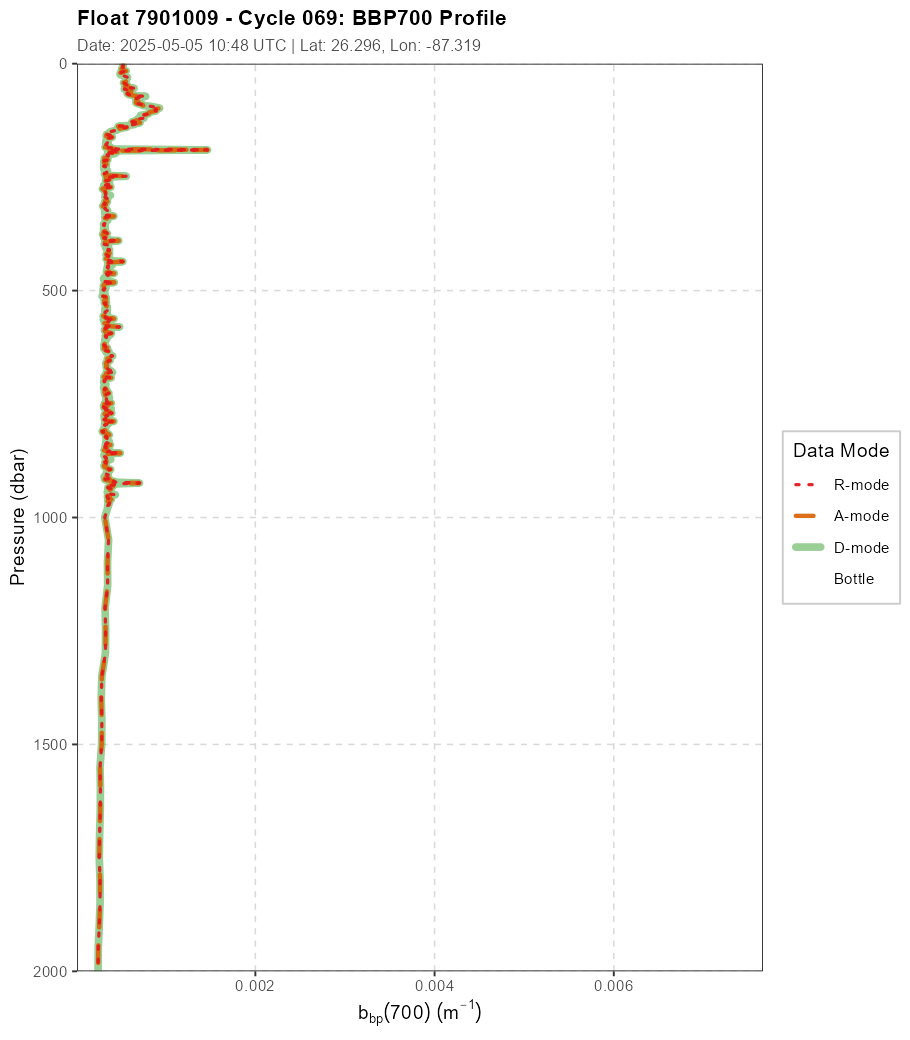 Float 7901009 - Cycle 069: BBP700 Profile
Date: 2025-05-05 10:48 UTC | Lat: 26.296, Lon: -87.319
0
500
1000
1500
2000
Pressure (dbar)
0.002 0.004 0.006
b_bp(700) (m⁻¹)
Data Mode
R-mode
A-mode
D-mode
Bottle